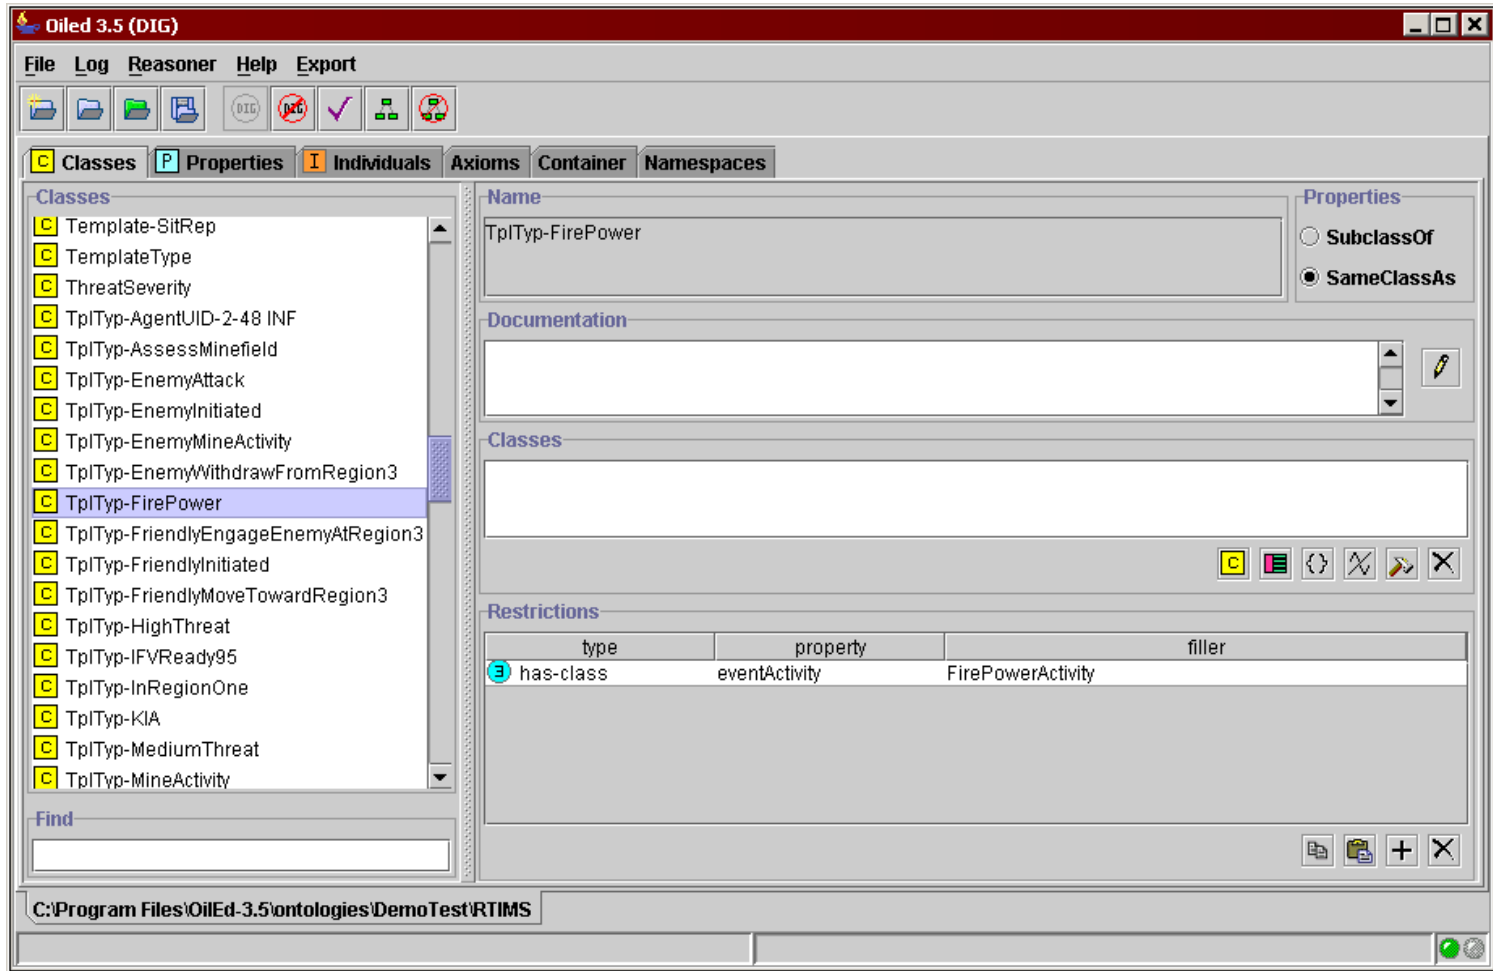 Oiled 3.5 (DIG)
File Log Reasoner Help Export
DIG DIG
C Classes P Properties I Individuals Axioms Container Namespaces
Classes
C Template-SitRep
C TemplateType
C ThreatSeverity
C TplTyp-AgentUID-2-48 INF
C TplTyp-AssessMinefield
C TplTyp-EnemyAttack
C TplTyp-EnemyInitiated
C TplTyp-EnemyMineActivity
C TplTyp-EnemyWithdrawFromRegion3
C TplTyp-FirePower
C TplTyp-FriendlyEngageEnemyAtRegion3
C TplTyp-FriendlyInitiated
C TplTyp-FriendlyMoveTowardRegion3
C TplTyp-HighThreat
C TplTyp-IFVReady95
C TplTyp-InRegionOne
C TplTyp-KIA
C TplTyp-MediumThreat
C TplTyp-MineActivity
Find
Name
TplTyp-FirePower
Properties
SubclassOf
SameClassAs
Documentation
Classes
C {}
Restrictions
type property filler
∃ has-class eventActivity FirePowerActivity
C:\Program Files\OilEd-3.5\ontologies\DemoTest\RTIMS